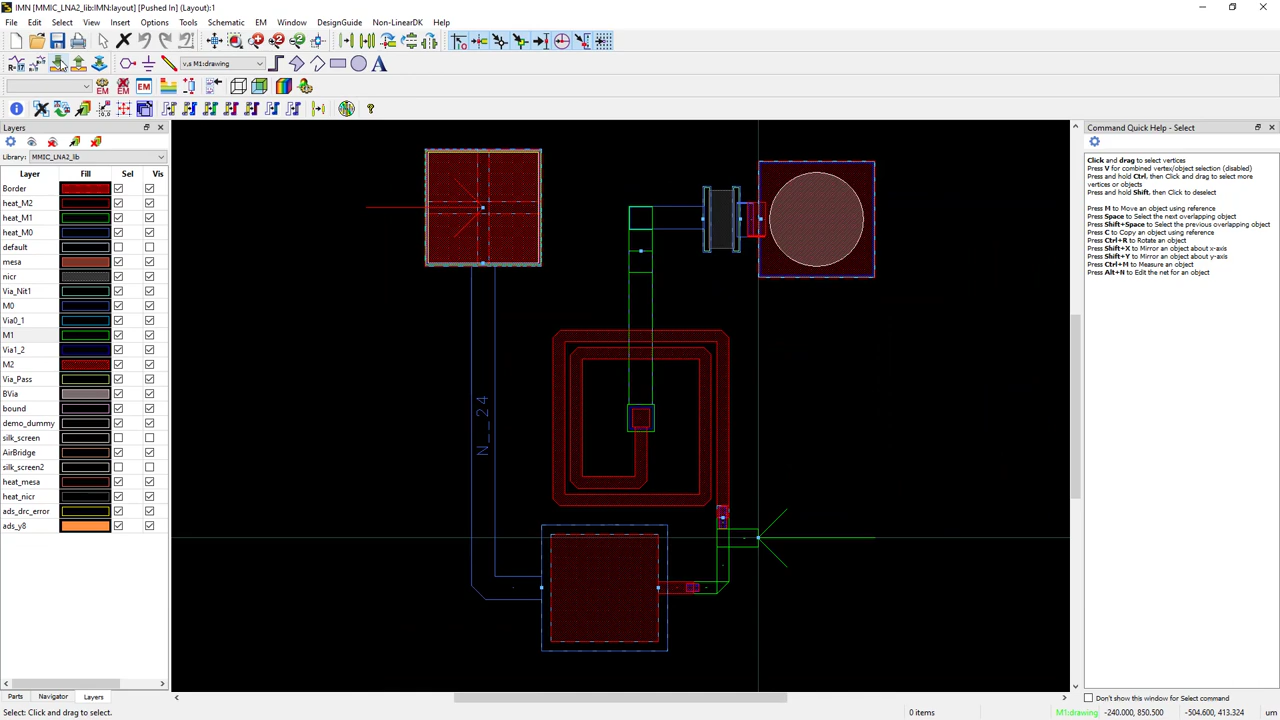 IMN [MMIC_LNA2_lib:IMN:layout] [Pushed In] (Layout):1
File Edit Select View Insert Options Tools Schematic EM Window DesignGuide Non-LinearDK Help
v,s M1:drawing
EM EM EM
Layers
Command Quick Help - Select
Library: MMIC_LNA2_lib
Layer Fill Sel Vis
Border
heat_M2
heat_M1
heat_M0
default
mesa
nicr
Via_Nit1
M0
Via0_1
M1
Via1_2
M2
Via_Pass
BVia
bound
demo_dummy
silk_screen
AirBridge
silk_screen2
heat_mesa
heat_nicr
ads_drc_error
ads_y8
N__24
Click and drag to select vertices
Press V for combined vertex/object selection (disabled)
Press and hold Ctrl, then Click and drag to select more
vertices or objects
Press and hold Shift, then Click to deselect
Press M to Move an object using reference
Press Space to Select the next overlapping object
Press Shift+Space to Select the previous overlapping object
Press C to Copy an object using reference
Press Ctrl+R to Rotate an object
Press Shift+X to Mirror an object about x-axis
Press Shift+Y to Mirror an object about y-axis
Press Ctrl+M to Measure an object
Press Alt+N to Edit the net for an object
Parts Navigator Layers
Don't show this window for Select command
Select: Click and drag to select.
0 items
M1:drawing -240.000, 850.500 -504.600, 413.324 um